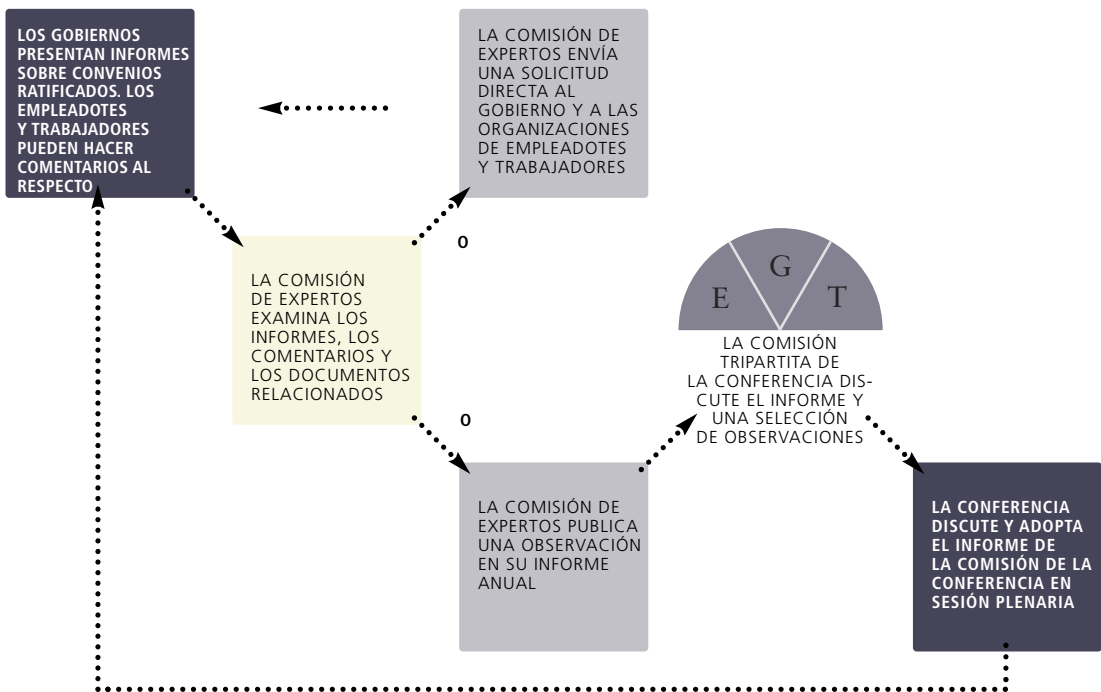 LOS GOBIERNOS
PRESENTAN INFORMES
SOBRE CONVENIOS
RATIFICADOS. LOS
EMPLEADOTES
Y TRABAJADORES
PUEDEN HACER
COMENTARIOS AL
RESPECTO
LA COMISIÓN DE
EXPERTOS ENVÍA
UNA SOLICITUD
DIRECTA AL
GOBIERNO Y A LAS
ORGANIZACIONES
DE EMPLEADOTES
Y TRABAJADORES
O
LA COMISIÓN
DE EXPERTOS
EXAMINA LOS
INFORMES, LOS
COMENTARIOS Y
LOS DOCUMENTOS
RELACIONADOS
O
E G T
LA COMISIÓN
TRIPARTITA DE
LA CONFERENCIA DIS-
CUTE EL INFORME Y
UNA SELECCIÓN
DE OBSERVACIONES
LA COMISIÓN DE
EXPERTOS PUBLICA
UNA OBSERVACIÓN
EN SU INFORME
ANUAL
LA CONFERENCIA
DISCUTE Y ADOPTA
EL INFORME DE
LA COMISIÓN DE LA
CONFERENCIA EN
SESIÓN PLENARIA